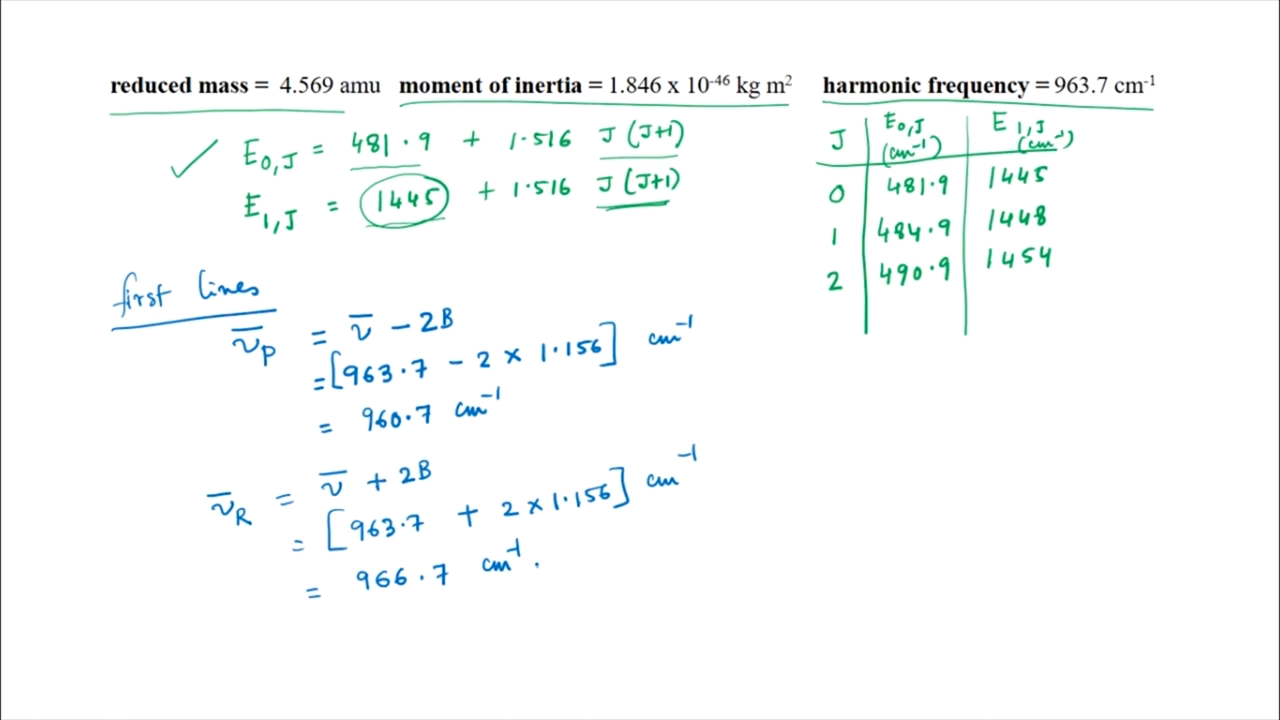 reduced mass = 4.569 amu moment of inertia = 1.846 x 10⁻⁴⁶ kg m² harmonic frequency = 963.7 cm⁻¹
✓ E₀,J = 481.9 + 1.516 J(J+1)
E₁,J = 1445 + 1.516 J(J+1)
J E₀,J (cm⁻¹) E₁,J (cm⁻¹)
0 481.9 1445
1 484.9 1448
2 490.9 1454
first lines
ν̅P = ν̅ - 2B
= [963.7 - 2 × 1.156] cm⁻¹
= 960.7 cm⁻¹
ν̅R = ν̅ + 2B
= [963.7 + 2 × 1.156] cm⁻¹
= 966.7 cm⁻¹.